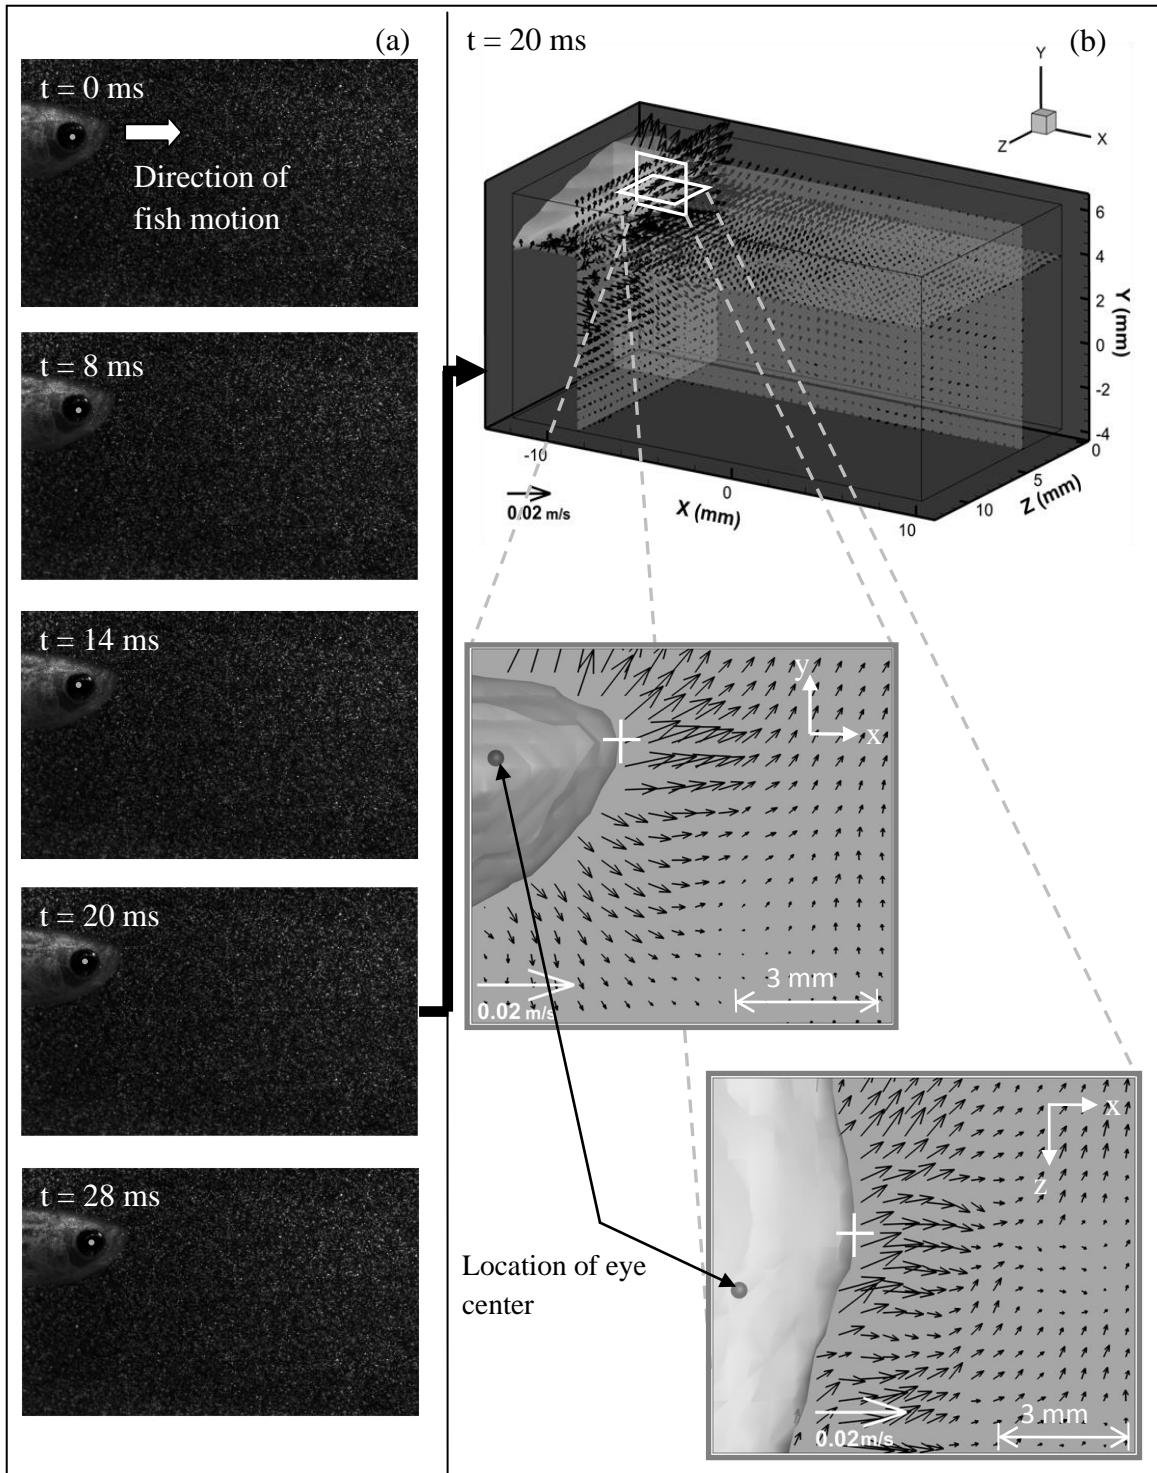 (a)
t = 0 ms
Direction of
fish motion
t = 8 ms
t = 14 ms
t = 20 ms
t = 28 ms
t = 20 ms
(b)
Y
X
Z
6
4
2
0
-2
-4
Y (mm)
0
5
10
Z (mm)
-10
0
10
X (mm)
0.02 m/s
y
x
3 mm
0.02 m/s
x
z
3 mm
0.02 m/s
Location of eye
center